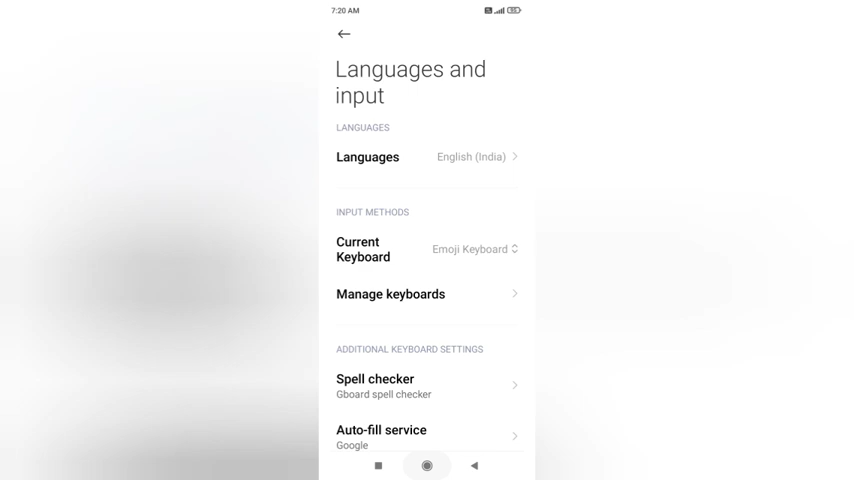 7:20 AM
Languages and
input
LANGUAGES
Languages English (India)
INPUT METHODS
Current
Keyboard Emoji Keyboard
Manage keyboards
ADDITIONAL KEYBOARD SETTINGS
Spell checker
Gboard spell checker
Auto-fill service
Google